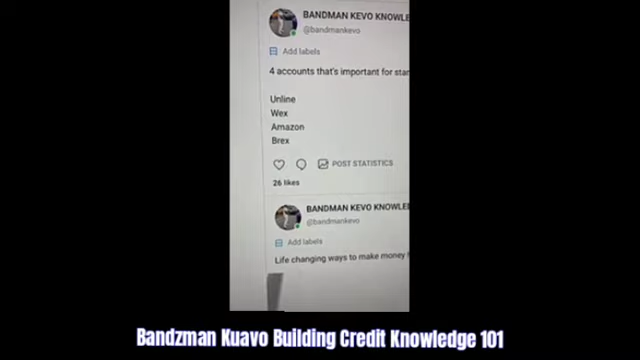 BANDMAN KEVO KNOWLE
@bandmankevo
Add labels
4 accounts that's important for star
Unline
Wex
Amazon
Brex
POST STATISTICS
26 likes
BANDMAN KEVO KNOWLE
@bandmankevo
Add labels
Life changing ways to make money
Bandzman Kuavo Building Credit Knowledge 101